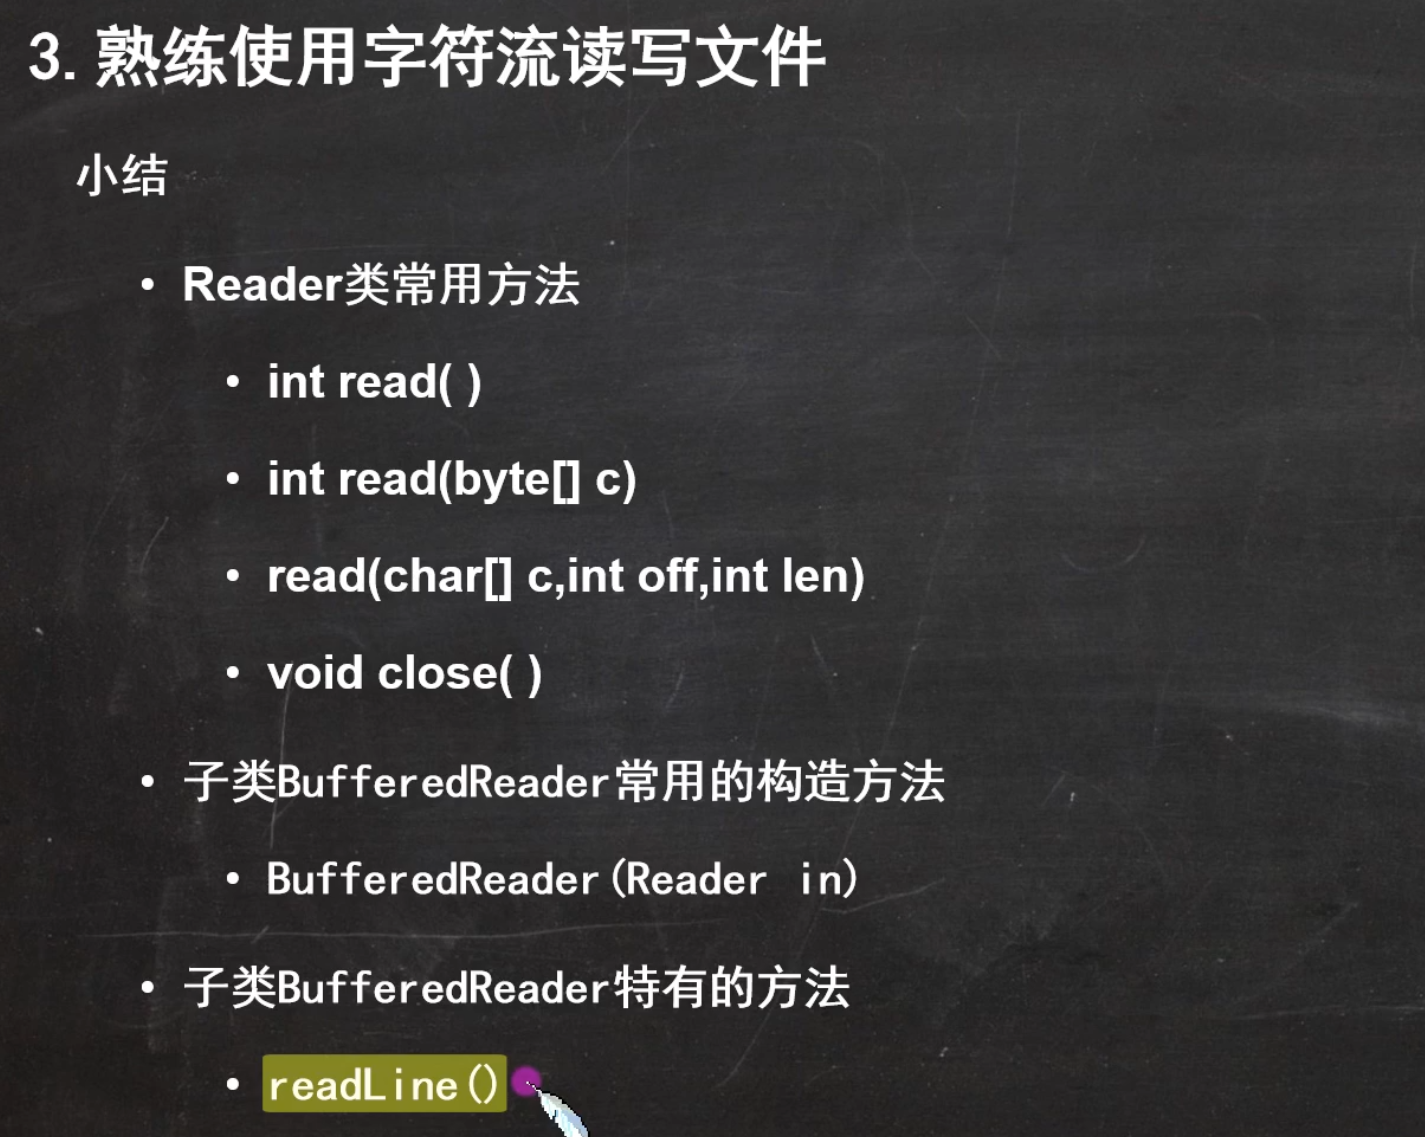 3. 熟练使用字符流读写文件
小结
• Reader类常用方法
• int read( )
• int read(byte[] c)
• read(char[] c,int off,int len)
• void close( )
• 子类BufferedReader常用的构造方法
• BufferedReader(Reader in)
• 子类BufferedReader特有的方法
• readLine()